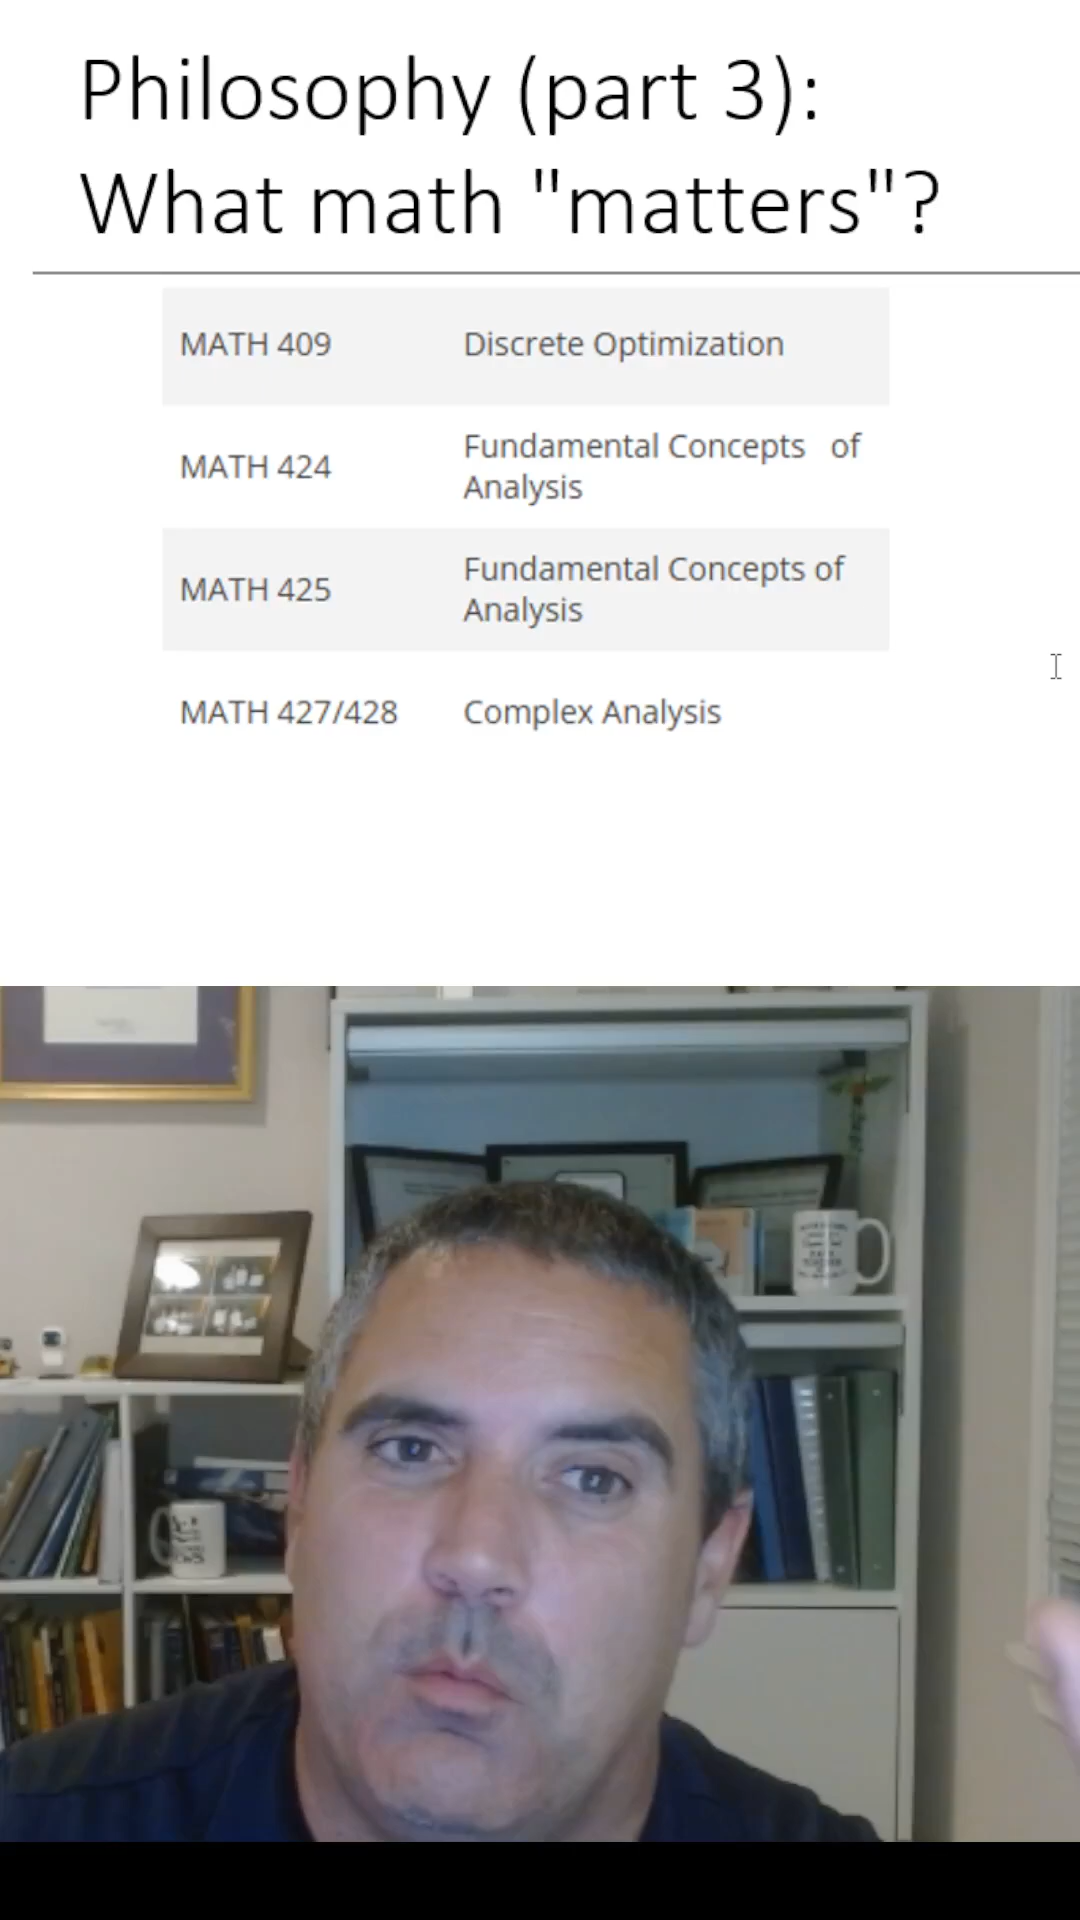 Philosophy (part 3):
What math "matters"?
MATH 409 Discrete Optimization
MATH 424 Fundamental Concepts of
Analysis
MATH 425 Fundamental Concepts of
Analysis
MATH 427/428 Complex Analysis